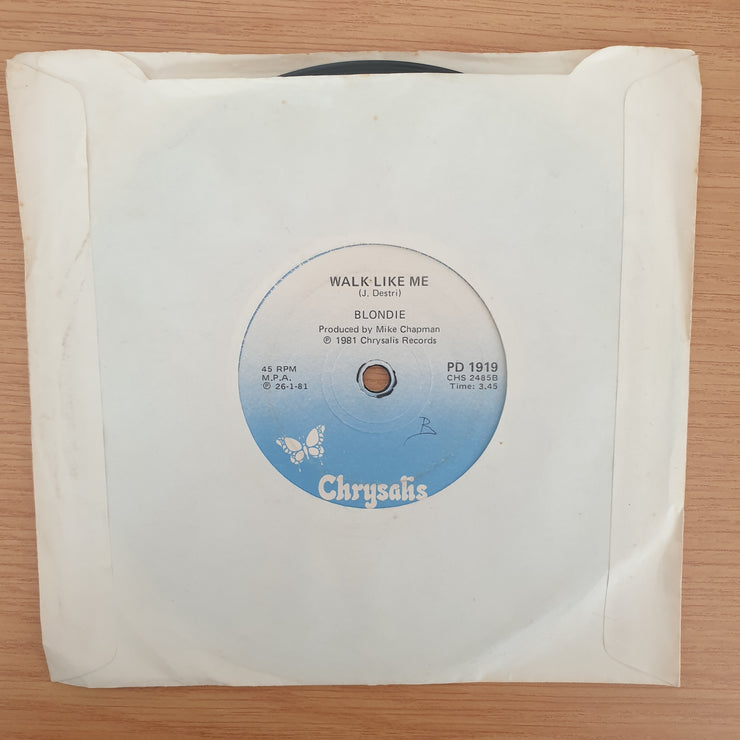 WALK LIKE ME
(J. Destri)
BLONDIE
Produced by Mike Chapman
℗ 1981 Chrysalis Records
45 RPM
M.P.A.
℗ 26-1-81
PD 1919
CHS 2485B
Time: 3.45
Chrysalis